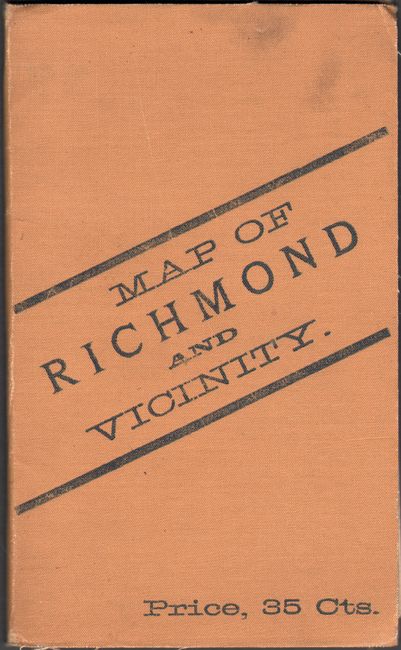 MAP OF
RICHMOND
AND
VICINITY.
Price, 35 Cts.